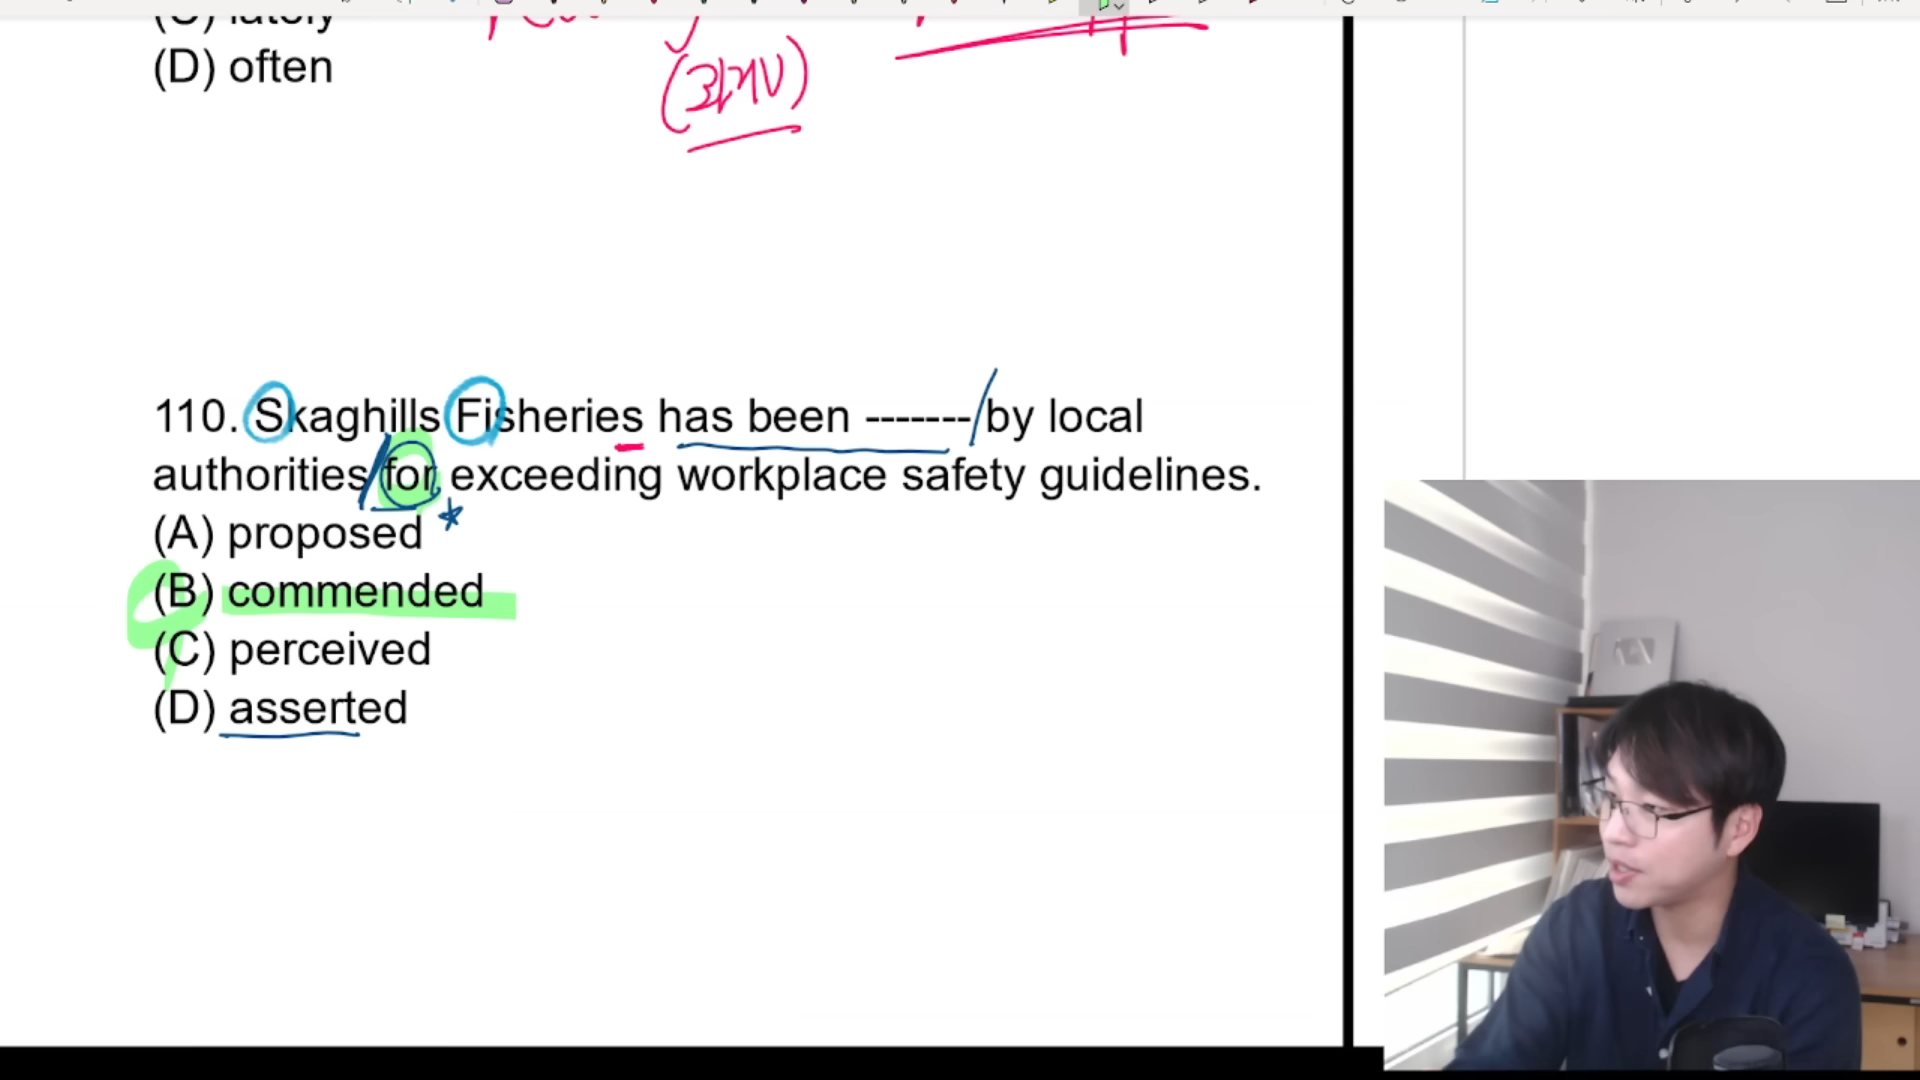 (C) lately
(D) often
(과거V)
110. Skaghills Fisheries has been ------- by local
authorities for exceeding workplace safety guidelines.
(A) proposed
(B) commended
(C) perceived
(D) asserted